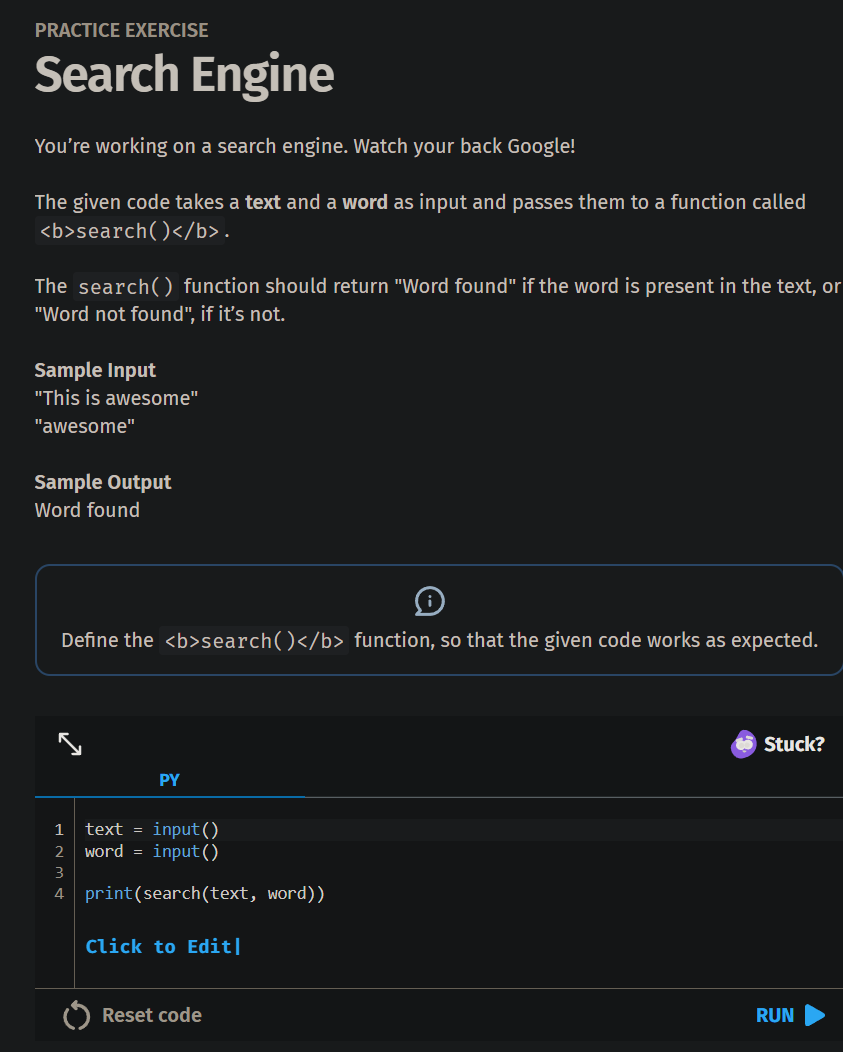 PRACTICE EXERCISE
Search Engine
You’re working on a search engine. Watch your back Google!
The given code takes a text and a word as input and passes them to a function called
<b>search()</b>.
The search() function should return "Word found" if the word is present in the text, or
"Word not found", if it’s not.
Sample Input
"This is awesome"
"awesome"
Sample Output
Word found
Define the <b>search()</b> function, so that the given code works as expected.
Stuck?
PY
1 text = input()
2 word = input()
3
4 print(search(text, word))
Click to Edit|
Reset code
RUN